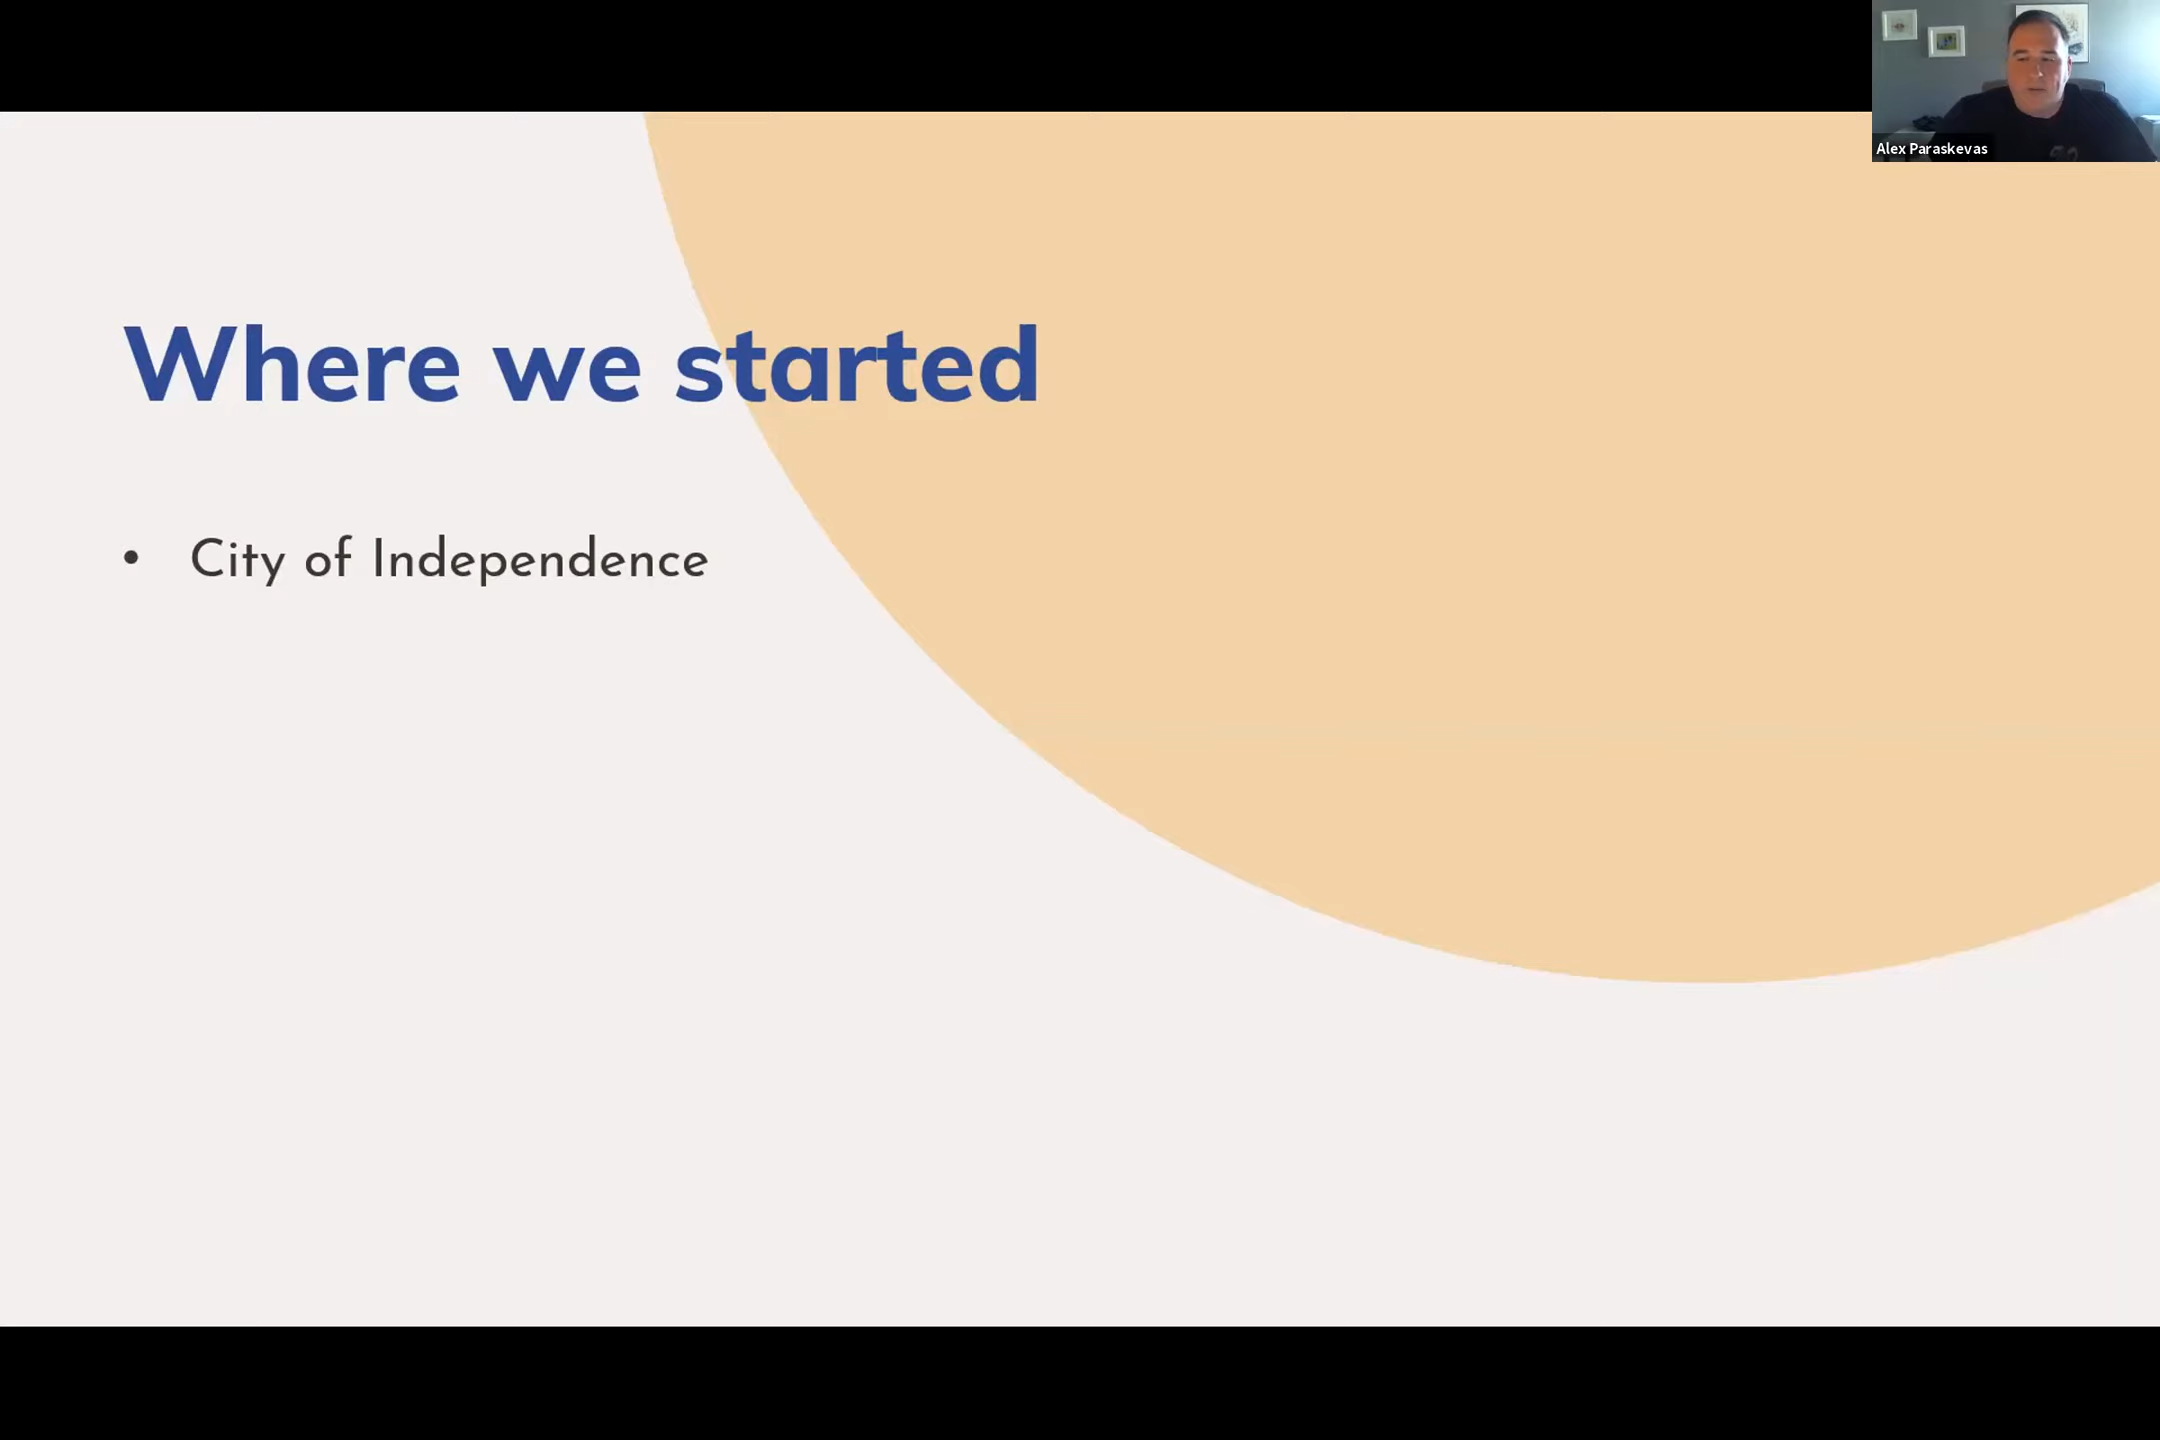 Alex Paraskevas
Where we started
• City of Independence